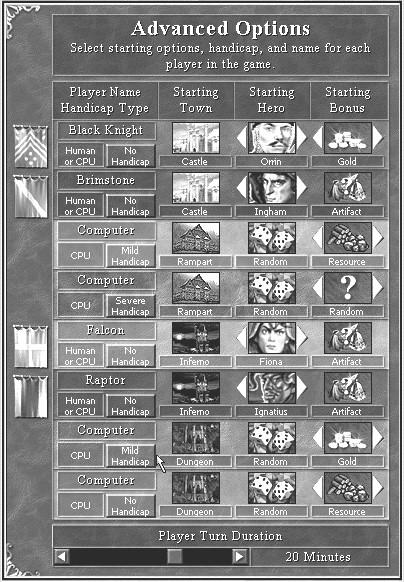 Advanced Options
Select starting options, handicap, and name for each
player in the game.
Player Name
Handicap Type
Starting
Town
Starting
Hero
Starting
Bonus
Black Knight
Human
or CPU
No
Handicap
Castle
Orrin
Gold
Brimstone
Human
or CPU
No
Handicap
Castle
Ingham
Artifact
Computer
CPU
Mild
Handicap
Rampart
Random
Resource
Computer
CPU
Severe
Handicap
Rampart
Random
?
Random
Falcon
Human
or CPU
No
Handicap
Inferno
Fiona
Artifact
Raptor
Human
or CPU
No
Handicap
Inferno
Ignatius
Artifact
Computer
CPU
Mild
Handicap
Dungeon
Random
Gold
Computer
CPU
No
Handicap
Dungeon
Random
Resource
Player Turn Duration
20 Minutes